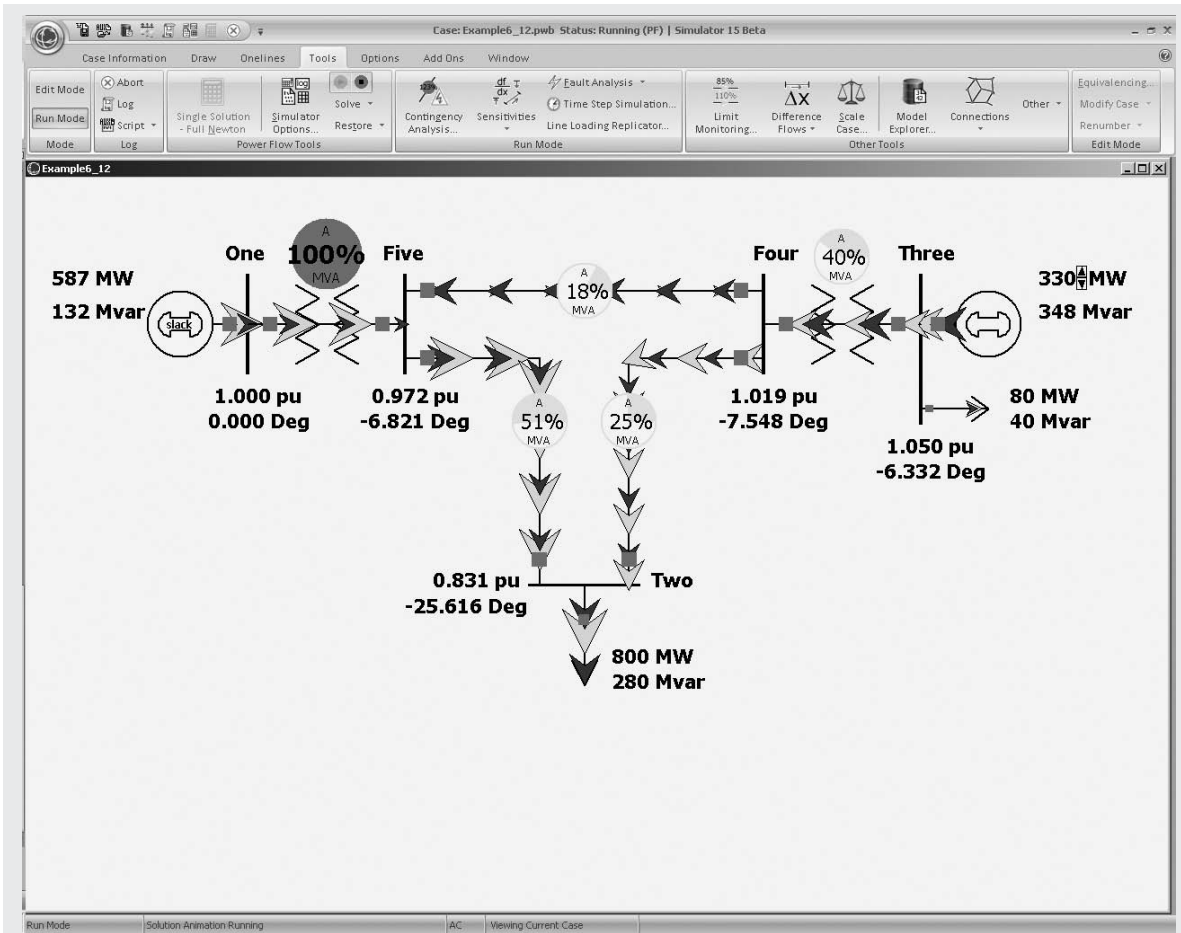 Case: Example6_12.pwb Status: Running (PF) | Simulator 15 Beta
Case Information Draw Onelines Tools Options Add Ons Window
Edit Mode
Run Mode
Mode
Abort
Log
Script
Log
Single Solution
- Full Newton
Simulator
Options...
Solve
Restore
Power Flow Tools
Contingency
Analysis...
Sensitivities
Fault Analysis
Time Step Simulation...
Line Loading Replicator...
Run Mode
85%
110%
Limit
Monitoring...
ΔX
Difference
Flows
Scale
Case...
Model
Explorer...
Connections
Other
Other Tools
Equivalencing...
Modify Case
Renumber
Edit Mode
Example6_12
One
A
100%
MVA
Five
587 MW
132 Mvar
slack
1.000 pu
0.000 Deg
0.972 pu
-6.821 Deg
A
18%
MVA
Four
A
40%
MVA
Three
330 MW
348 Mvar
1.019 pu
-7.548 Deg
80 MW
40 Mvar
1.050 pu
-6.332 Deg
A
51%
MVA
A
25%
MVA
0.831 pu
-25.616 Deg
Two
800 MW
280 Mvar
Run Mode Solution Animation Running AC Viewing Current Case